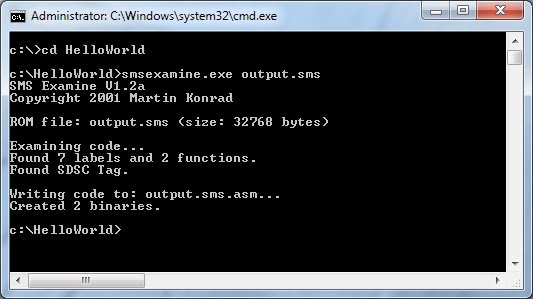 Administrator: C:\Windows\system32\cmd.exe
c:\>cd HelloWorld
c:\HelloWorld>smsexamine.exe output.sms
SMS Examine V1.2a
Copyright 2001 Martin Konrad
ROM file: output.sms (size: 32768 bytes)
Examining code...
Found 7 labels and 2 functions.
Found SDSC Tag.
Writing code to: output.sms.asm...
Created 2 binaries.
c:\HelloWorld>